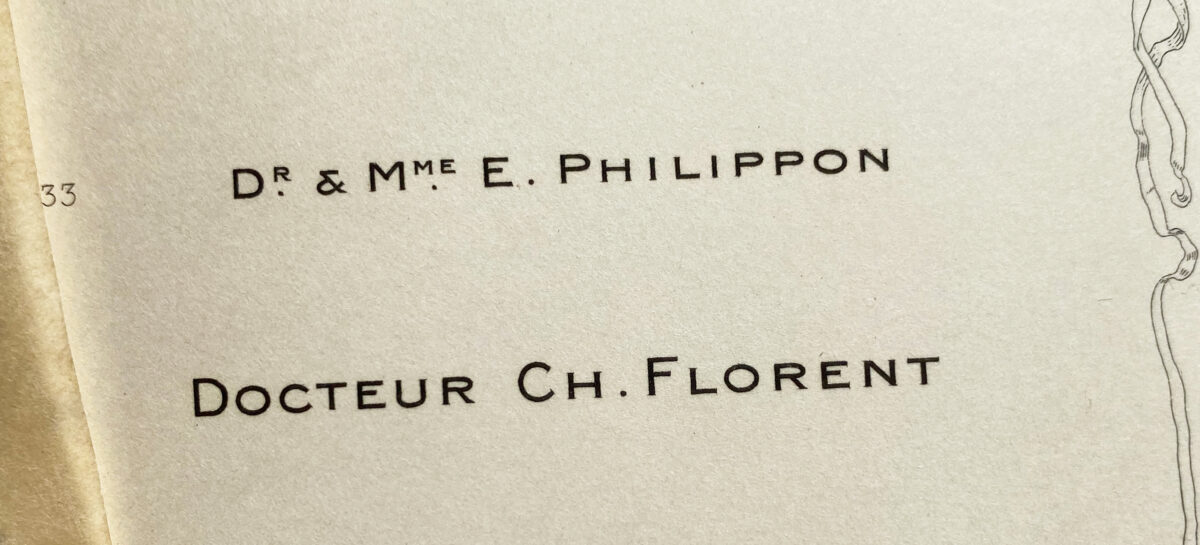 33
Dᴿ. & Mᴹᴱ. E. PHILIPPON
DOCTEUR CH. FLORENT